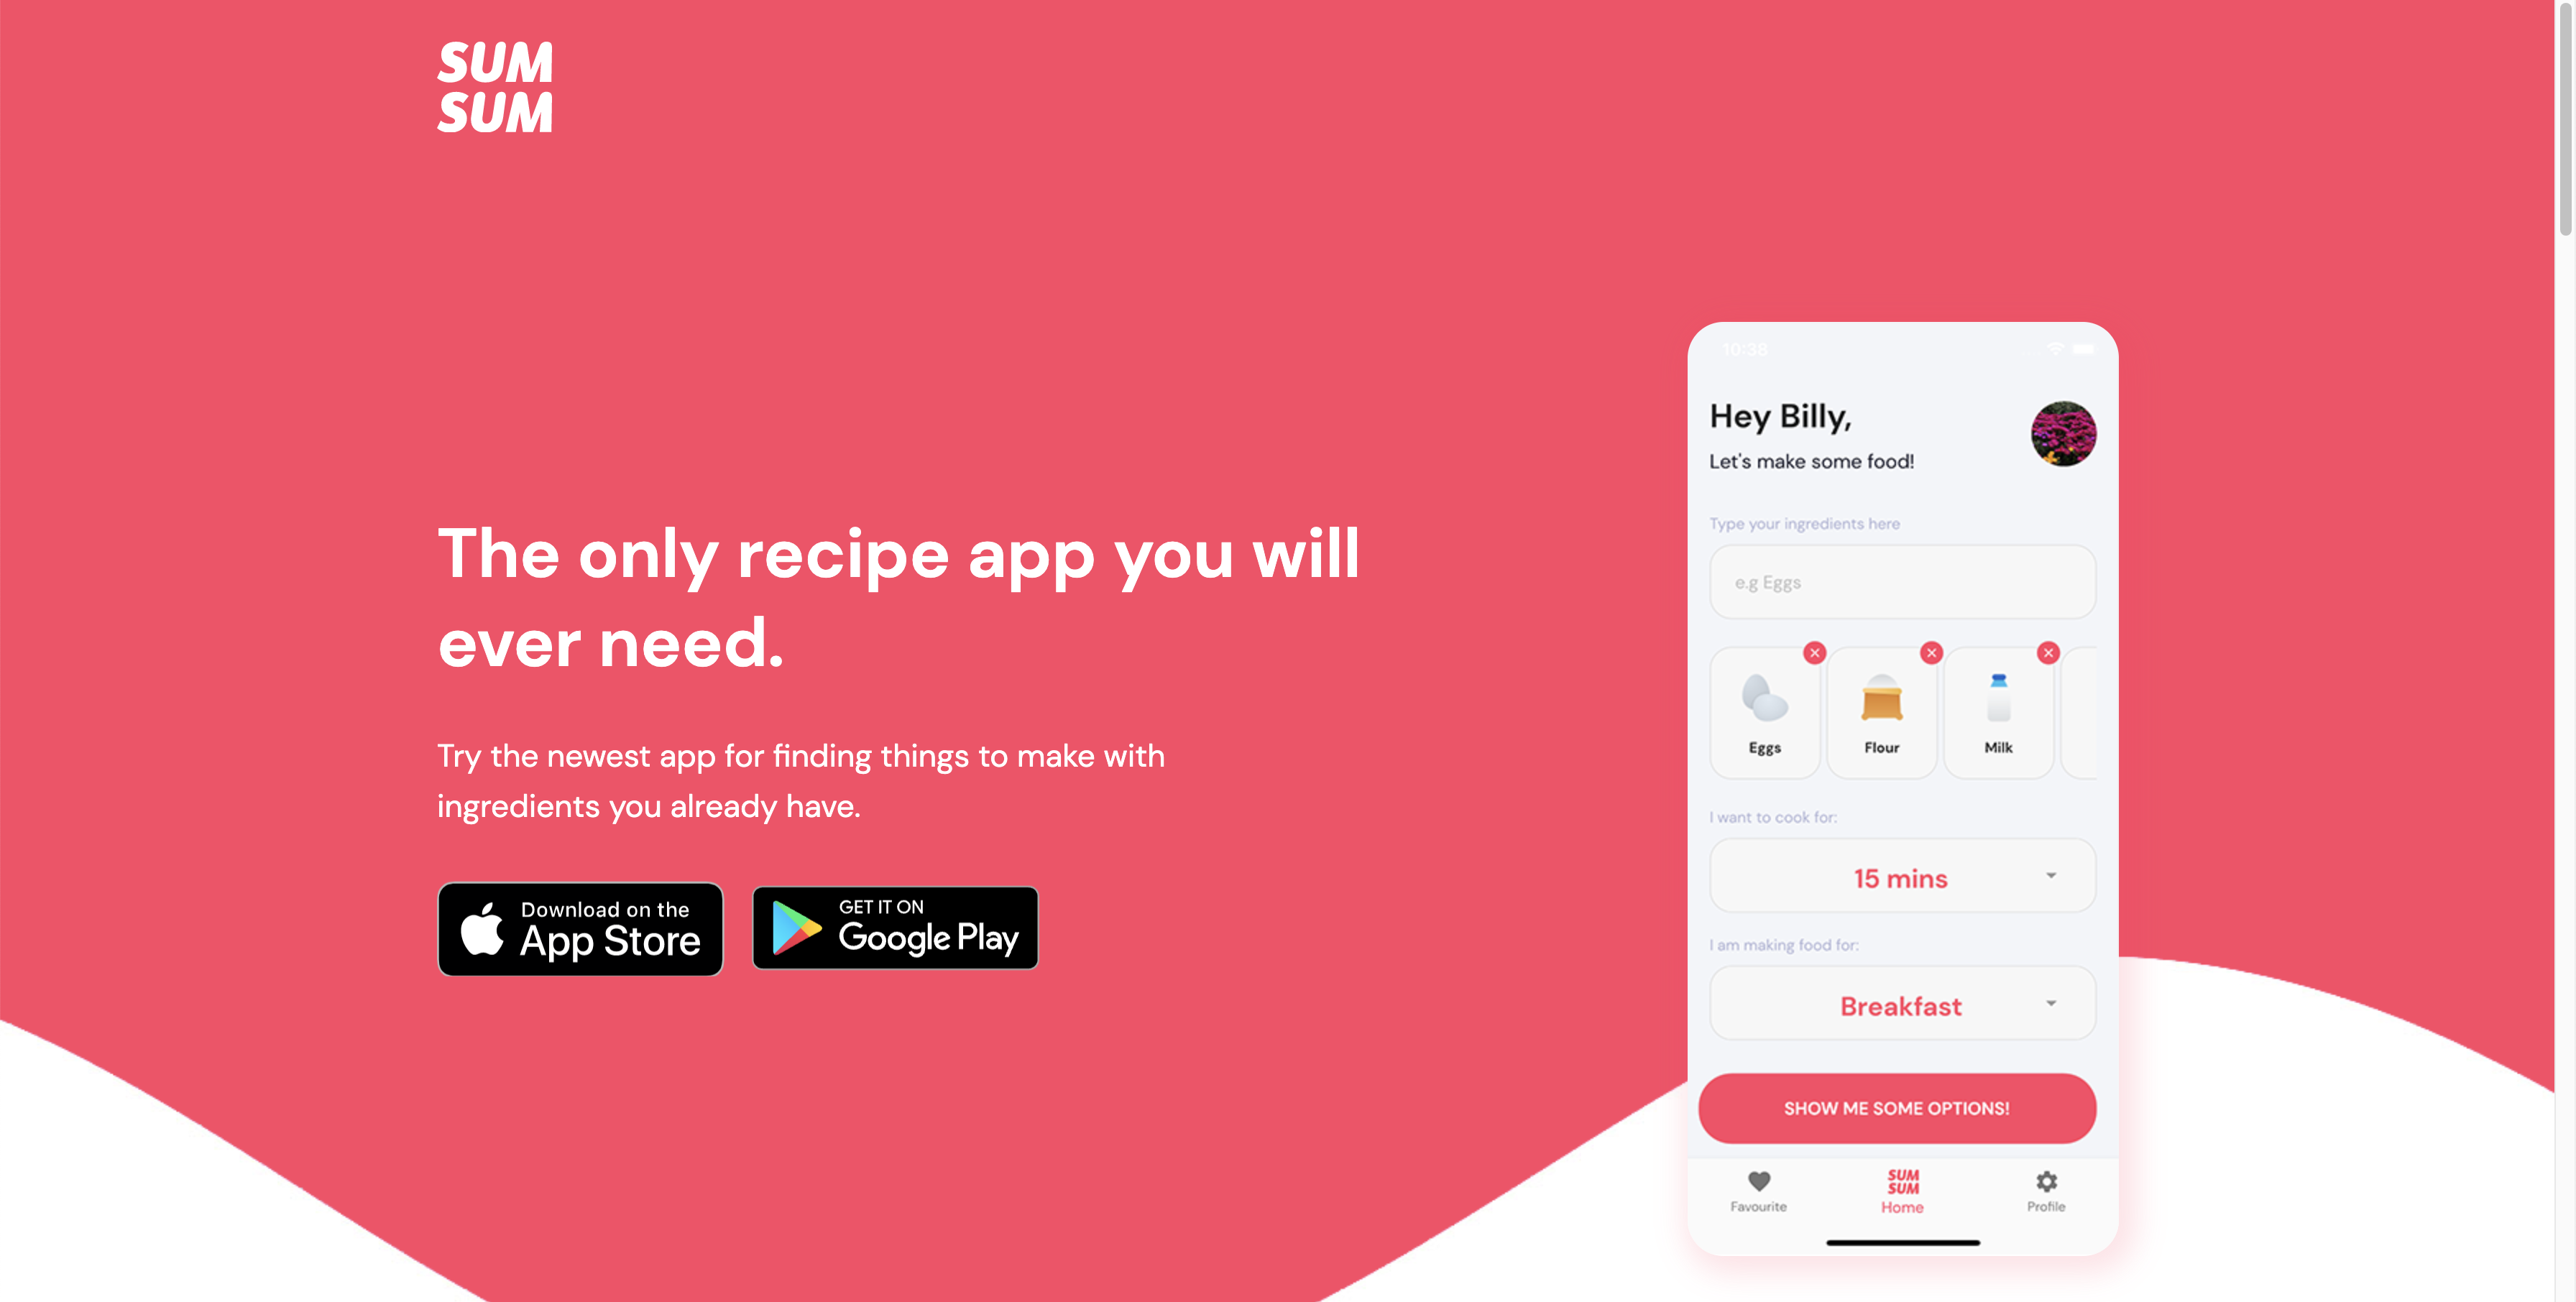 SUM
SUM
The only recipe app you will
ever need.
Try the newest app for finding things to make with
ingredients you already have.
Download on the
App Store
GET IT ON
Google Play
10:38
Hey Billy,
Let's make some food!
Type your ingredients here
e.g Eggs
Eggs
Flour
Milk
I want to cook for:
15 mins
I am making food for:
Breakfast
SHOW ME SOME OPTIONS!
Favourite
SUM
SUM
Home
Profile